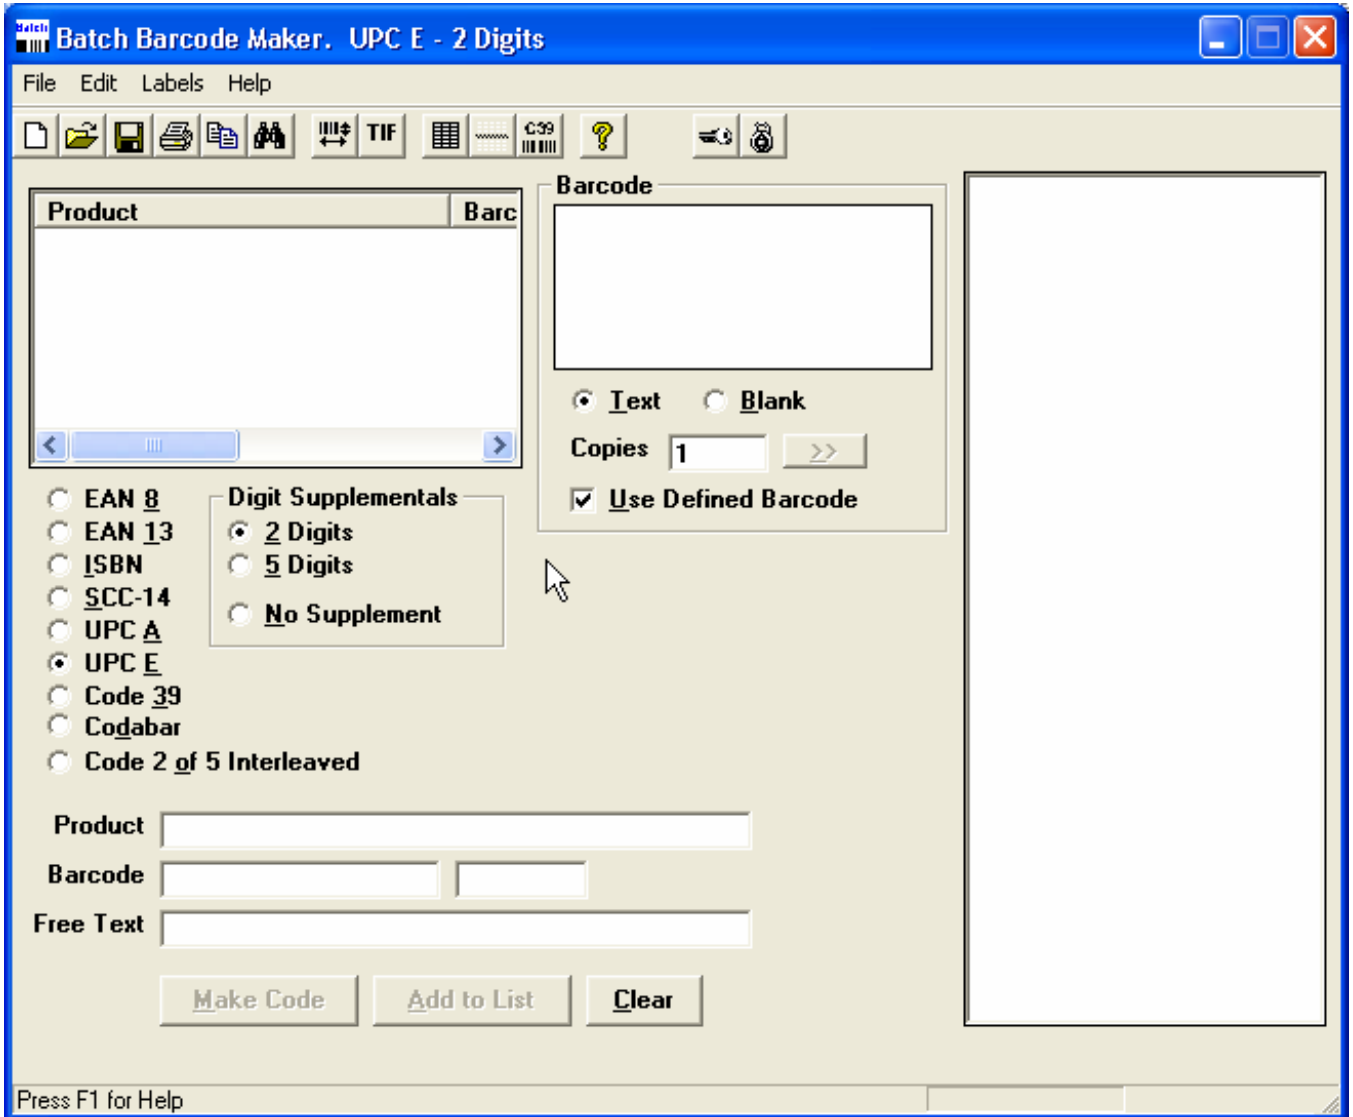 Batch Barcode Maker.  UPC E - 2 Digits
File Edit Labels Help
TIF C39
Product Barc
Barcode
Text Blank
Copies 1 >>
Use Defined Barcode
EAN 8
EAN 13
ISBN
SCC-14
UPC A
UPC E
Code 39
Codabar
Code 2 of 5 Interleaved
Digit Supplementals
2 Digits
5 Digits
No Supplement
Product
Barcode
Free Text
Make Code Add to List Clear
Press F1 for Help